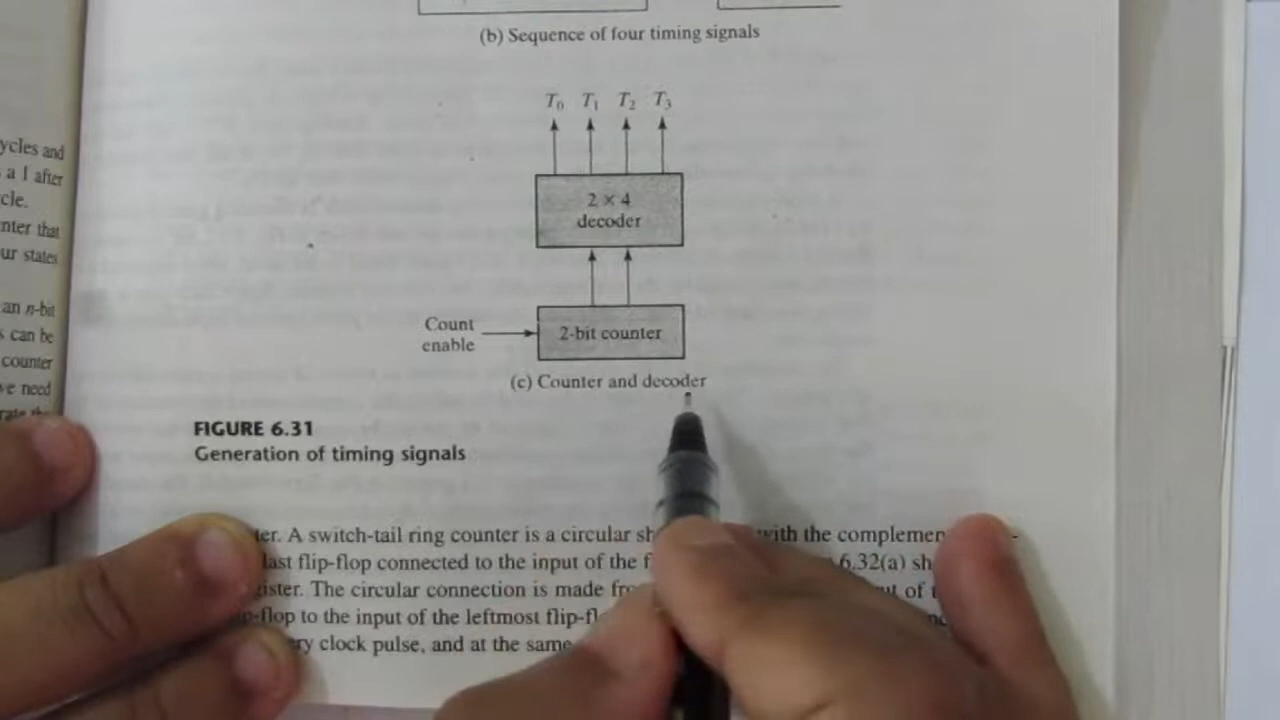 (b) Sequence of four timing signals
T0 T1 T2 T3
2 × 4
decoder
Count
enable
2-bit counter
(c) Counter and decoder
FIGURE 6.31
Generation of timing signals
ycles and
a 1 after
cle.
nter that
ur states
an n-bit
s can be
counter
ve need
ter. A switch-tail ring counter is a circular sh with the complemen
last flip-flop connected to the input of the f 6.32(a) sh
ister. The circular connection is made fro ut of t
p-flop to the input of the leftmost flip-fl
ry clock pulse, and at the same